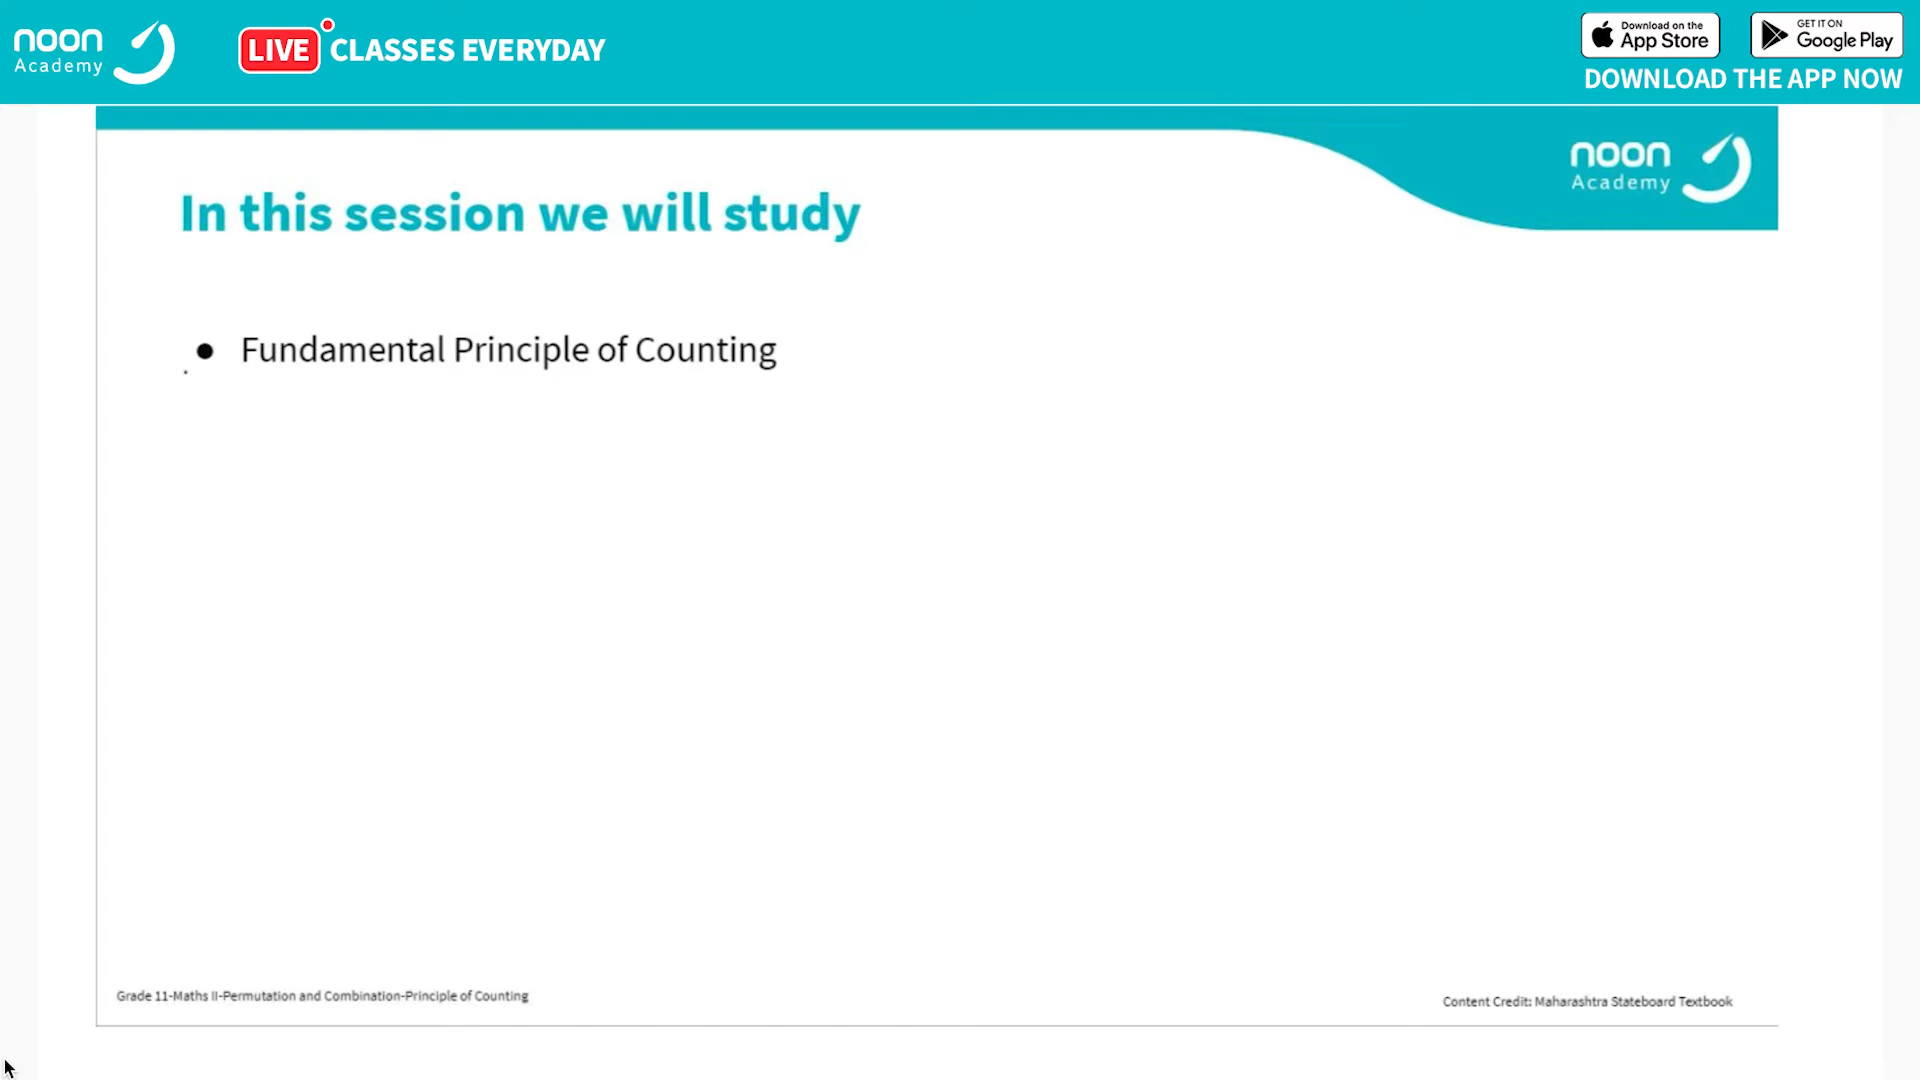 noon
Academy
LIVE CLASSES EVERYDAY
Download on the
App Store
GET IT ON
Google Play
DOWNLOAD THE APP NOW
noon
Academy
In this session we will study
● Fundamental Principle of Counting
Grade 11-Maths II-Permutation and Combination-Principle of Counting
Content Credit: Maharashtra Stateboard Textbook